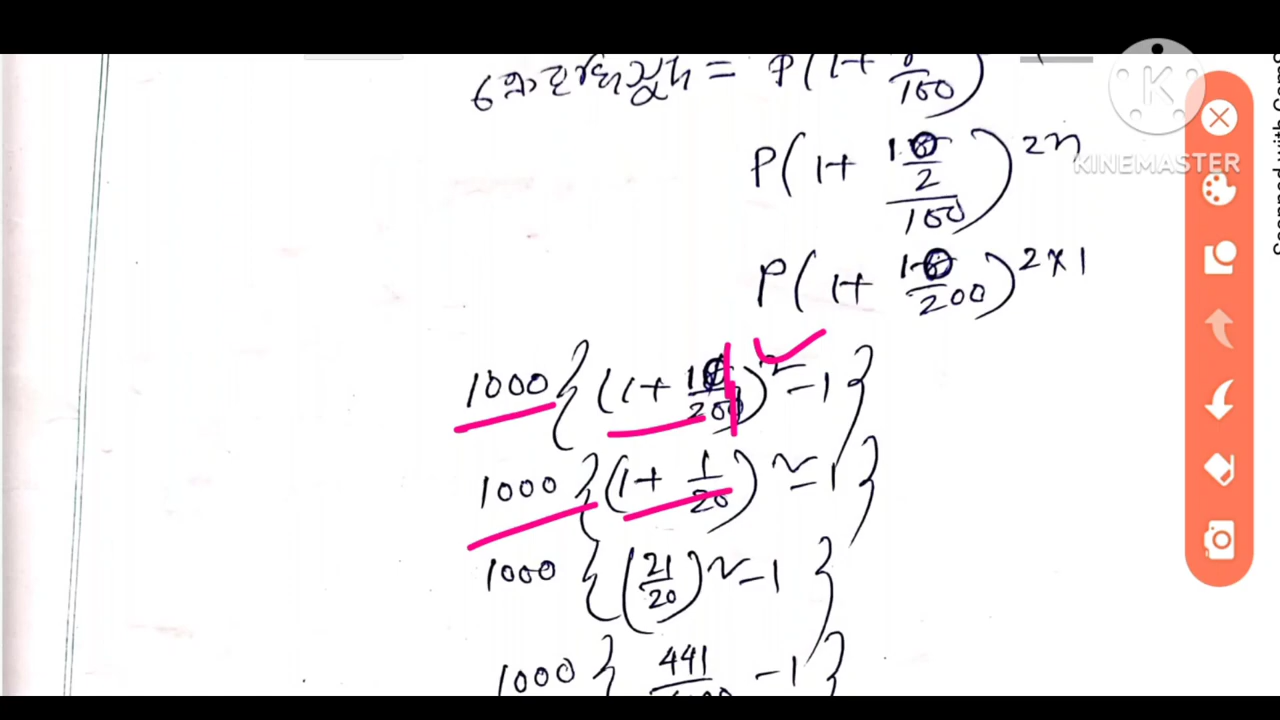 = P(1+ /100)
KINEMASTER
P(1+ 10/2/100)^2n
P(1+ 10/200)^2×1
1000{(1+ 10/200)^2-1}
1000{(1+ 1/20)^2-1}
1000{(21/20)^2-1}
1000{441/400 -1}